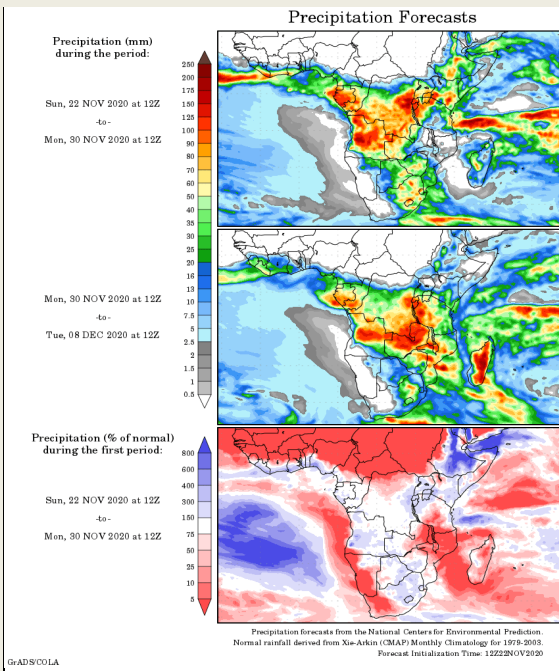 Precipitation Forecasts
Precipitation (mm)
during the period:
Sun, 22 NOV 2020 at 12Z
-to-
Mon, 30 NOV 2020 at 12Z
250
200
175
150
125
100
90
80
70
60
50
40
35
30
25
20
16
13
10
7.5
5
2.5
2
1.5
1
0.5
Mon, 30 NOV 2020 at 12Z
-to-
Tue, 08 DEC 2020 at 12Z
Precipitation (% of normal)
during the first period:
Sun, 22 NOV 2020 at 12Z
-to-
Mon, 30 NOV 2020 at 12Z
800
600
400
300
150
75
50
25
10
5
Precipitation forecasts from the National Centers for Environmental Prediction.
Normal rainfall derived from Xie-Arkin (CMAP) Monthly Climatology for 1979-2003.
Forecast Initialization Time: 12Z22NOV2020
GrADS/COLA